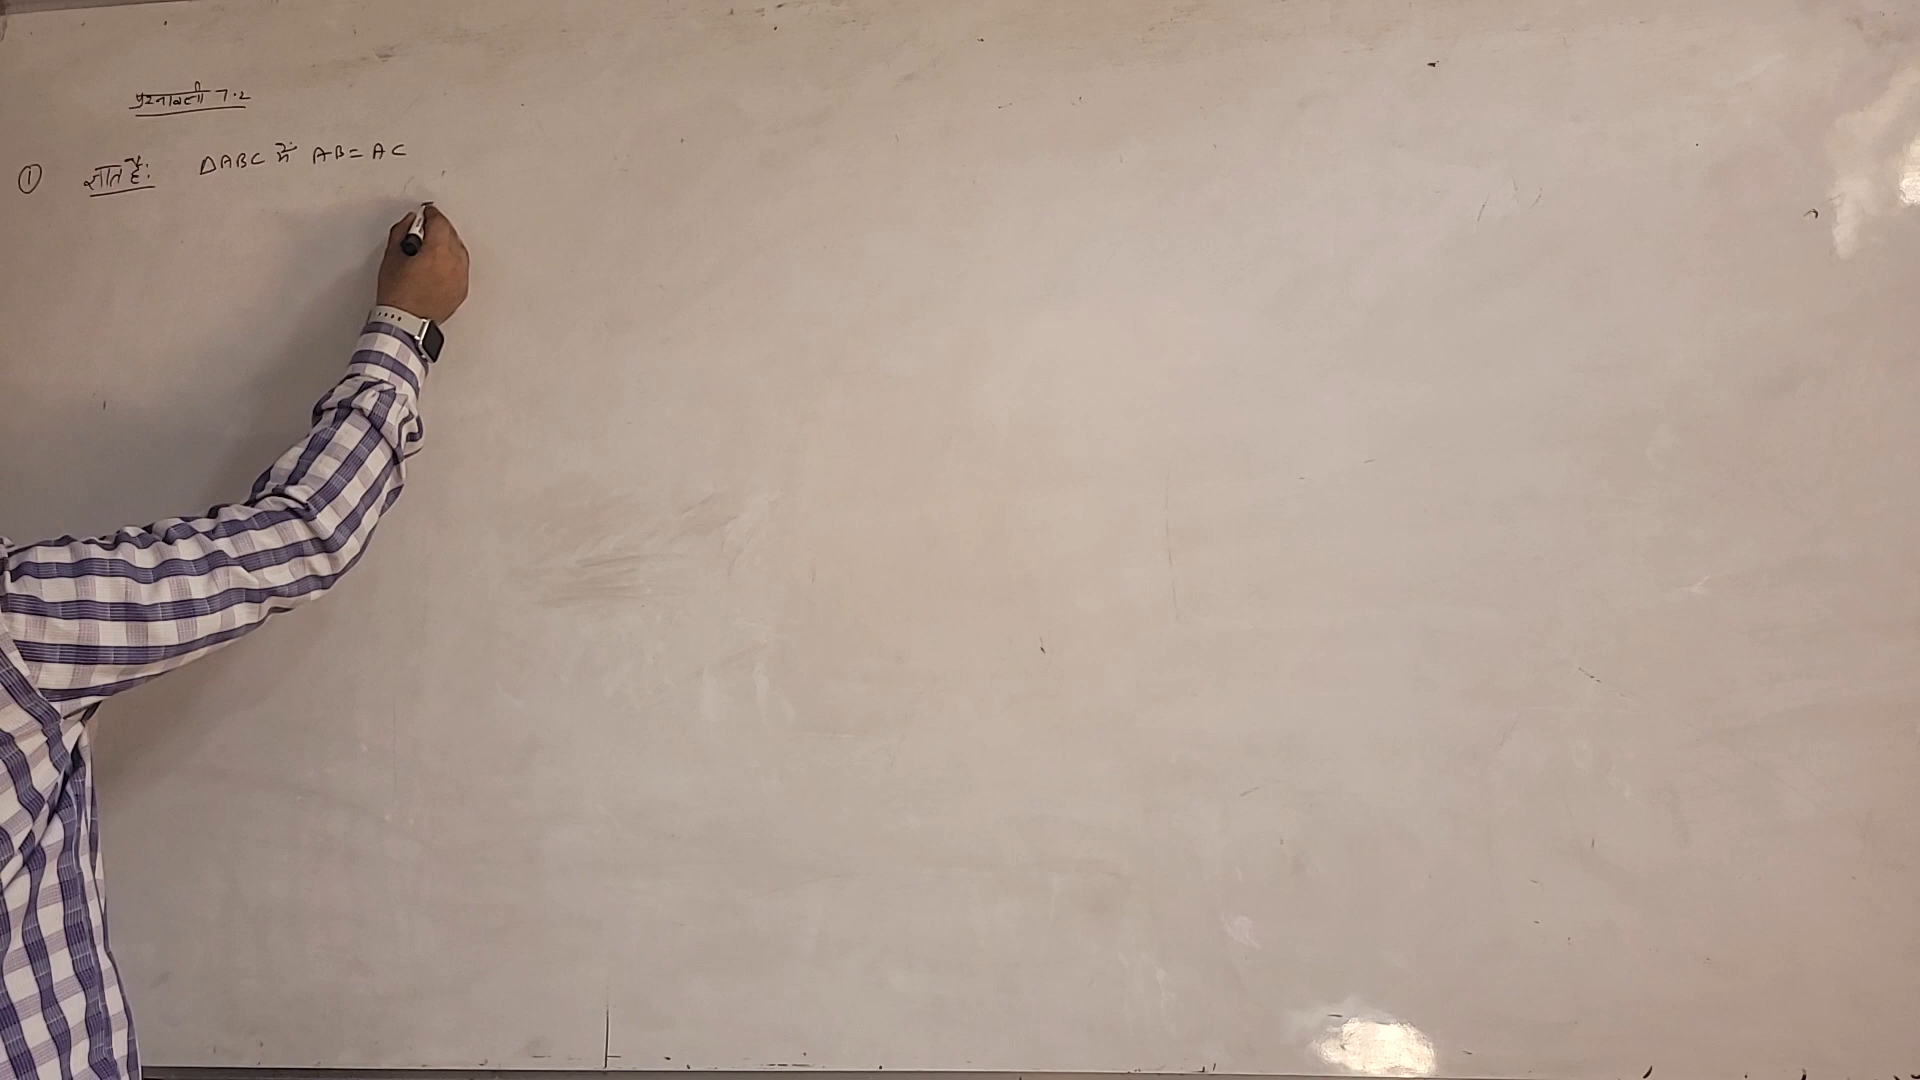 प्रश्नावली 7.2
① ज्ञात है: ΔABC में AB = AC